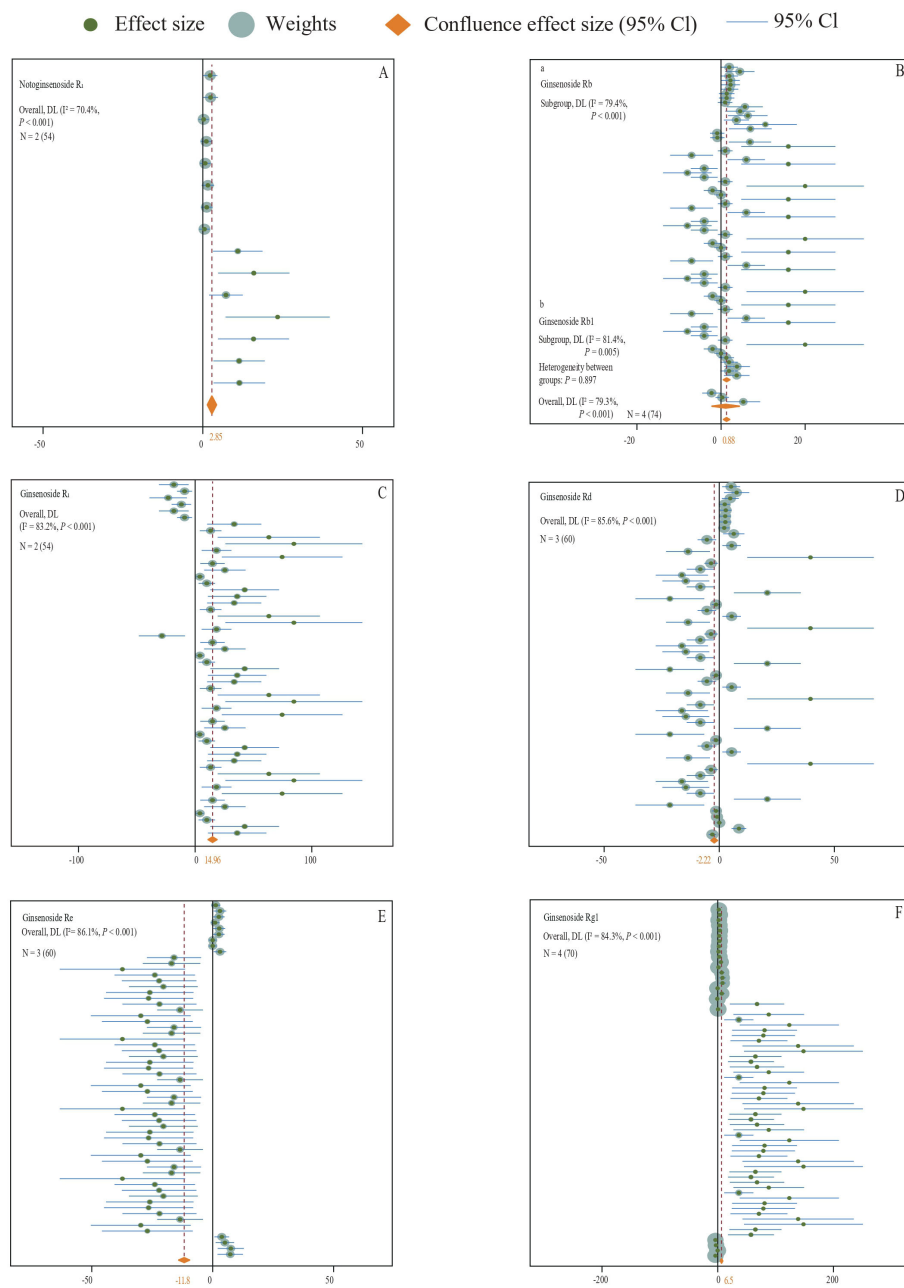 Effect size Weights Confluence effect size (95% Cl) 95% Cl
A
Notoginsenoside R₁
Overall, DL (I² = 70.4%,
P < 0.001)
N = 2 (54)
-50 0 2.85 50
B
a
Ginsenoside Rb
Subgroup, DL (I² = 79.4%,
P < 0.001)
b
Ginsenoside Rb1
Subgroup, DL (I² = 81.4%,
P = 0.005)
Heterogeneity between
groups: P = 0.897
Overall, DL (I² = 79.3%,
P < 0.001) N = 4 (74)
-20 0 0.88 20
C
Ginsenoside R₁
Overall, DL
(I² = 83.2%, P < 0.001)
N = 2 (54)
-100 0 14.96 100
D
Ginsenoside Rd
Overall, DL (I² = 85.6%, P < 0.001)
N = 3 (60)
-50 -2.22 0 50
E
Ginsenoside Re
Overall, DL (I²= 86.1%, P < 0.001)
N = 3 (60)
-50 -11.8 0 50
F
Ginsenoside Rg1
Overall, DL (I² = 84.3%, P < 0.001)
N = 4 (70)
-200 0 6.5 200